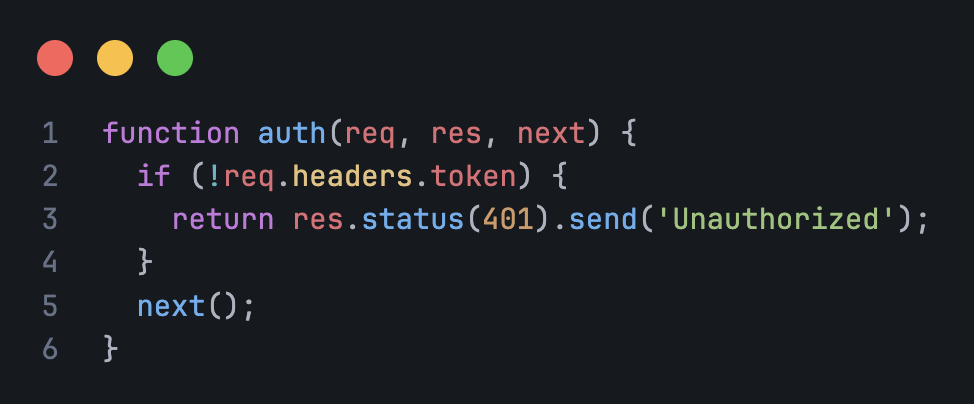 1 function auth(req, res, next) {
2   if (!req.headers.token) {
3     return res.status(401).send('Unauthorized');
4   }
5   next();
6 }